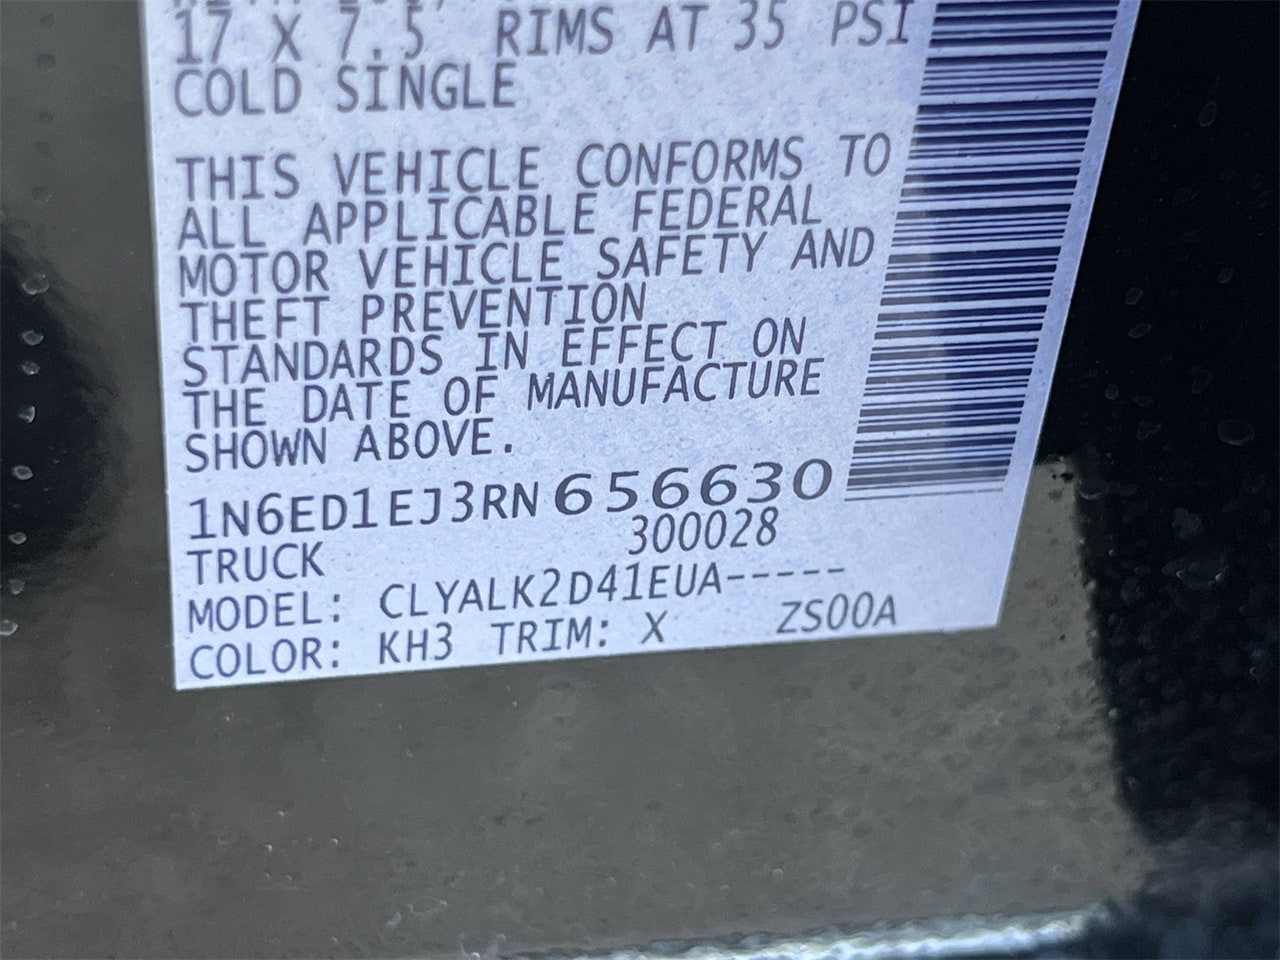 17 X 7.5 RIMS AT 35 PSI
COLD SINGLE
THIS VEHICLE CONFORMS TO
ALL APPLICABLE FEDERAL
MOTOR VEHICLE SAFETY AND
THEFT PREVENTION
STANDARDS IN EFFECT ON
THE DATE OF MANUFACTURE
SHOWN ABOVE.
1N6ED1EJ3RN656630
TRUCK 300028
MODEL: CLYALK2D41EUA-----
COLOR: KH3 TRIM: X ZS00A